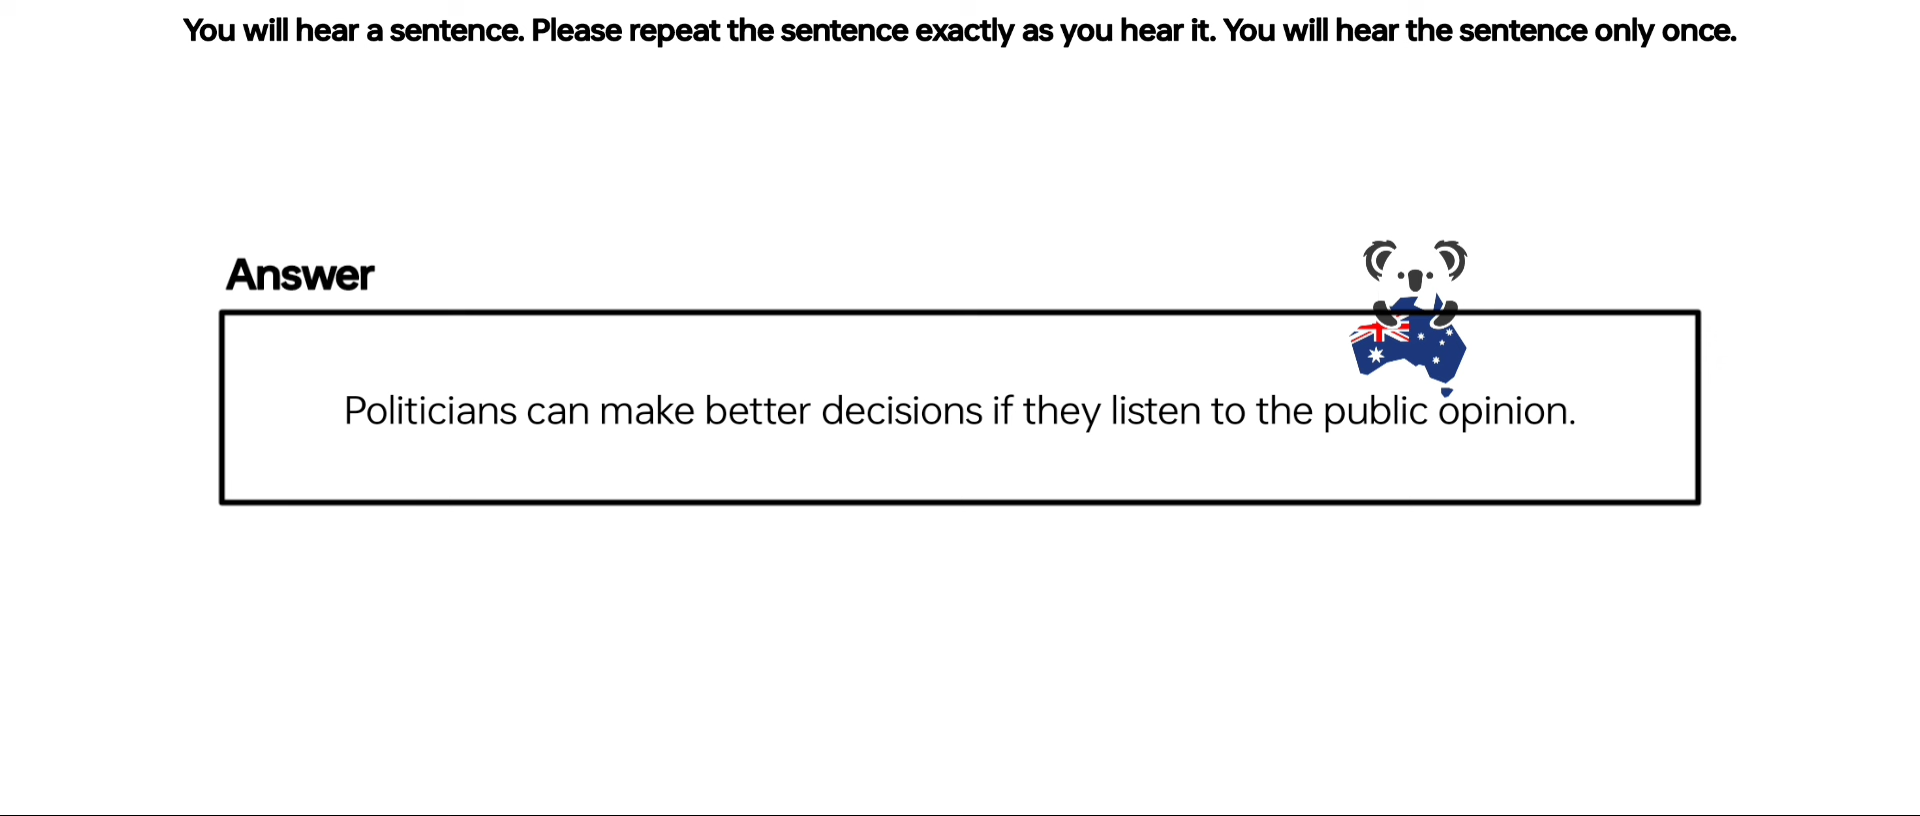 You will hear a sentence. Please repeat the sentence exactly as you hear it. You will hear the sentence only once.
Answer
Politicians can make better decisions if they listen to the public opinion.